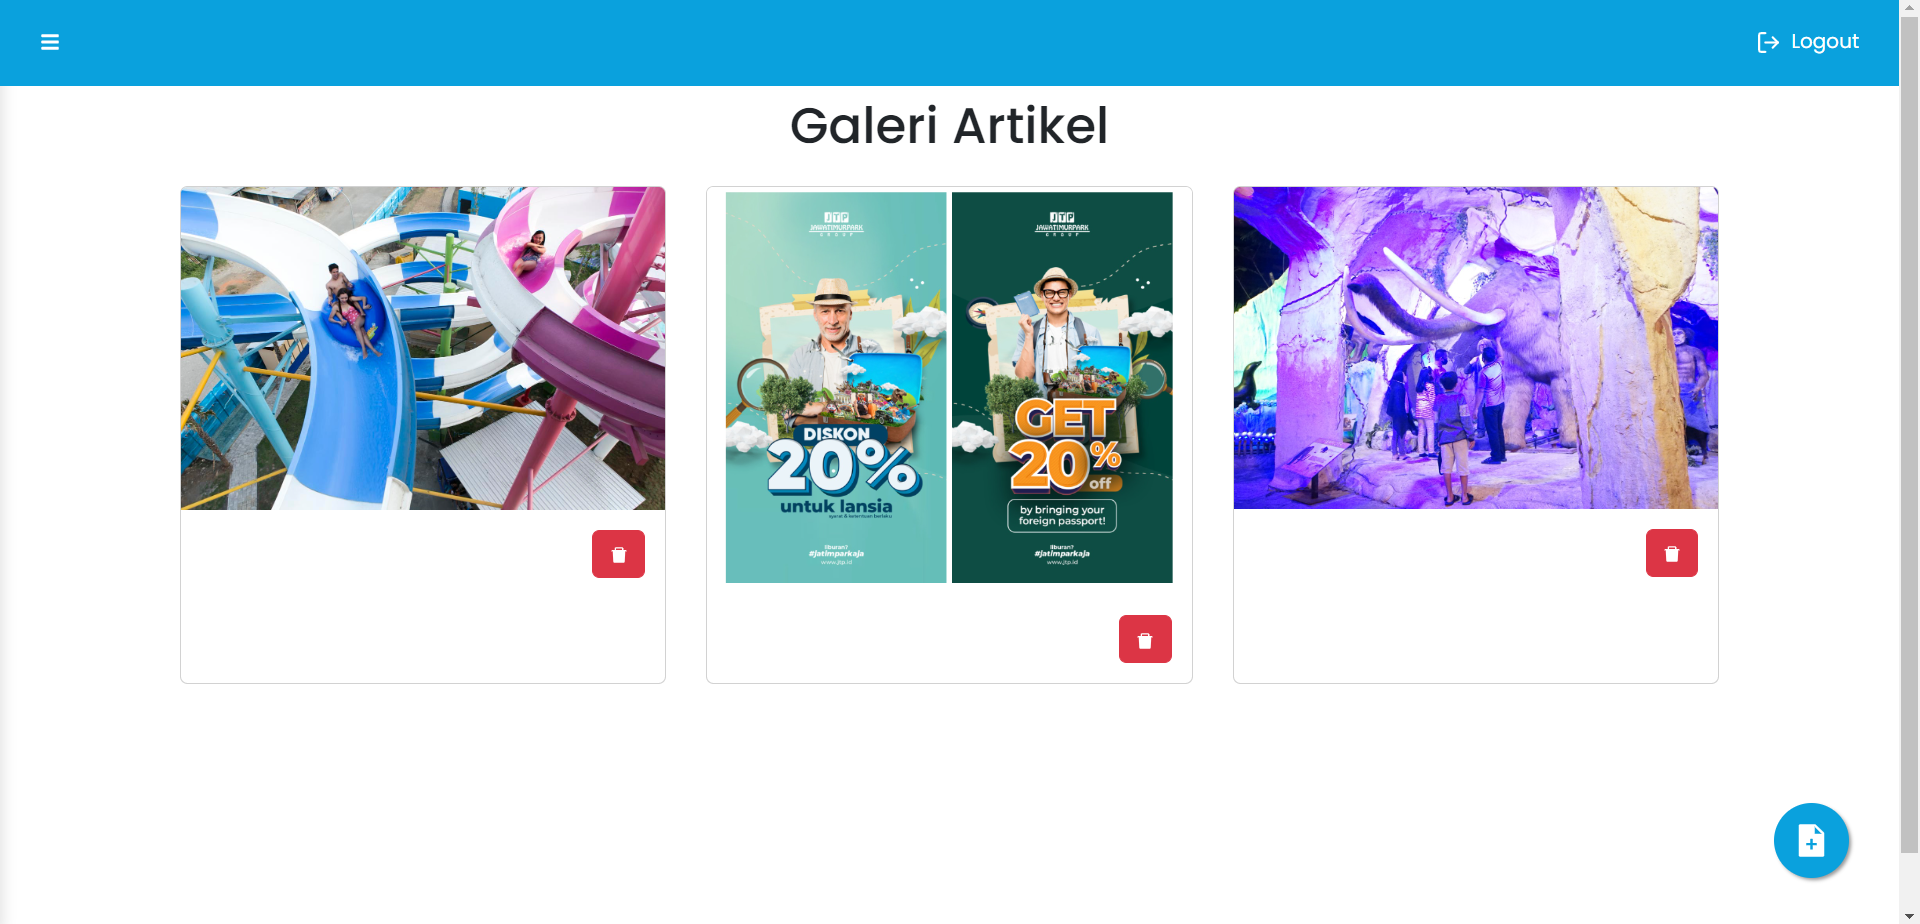 Logout
Galeri Artikel
JTP
JAWATIMURPARK
GROUP
DISKON
20%
untuk lansia
syarat & ketentuan berlaku
liburan?
#jatimparkaja
www.jtp.id
JTP
JAWATIMURPARK
GROUP
GET
20%
off
by bringing your
foreign passport!
liburan?
#jatimparkaja
www.jtp.id